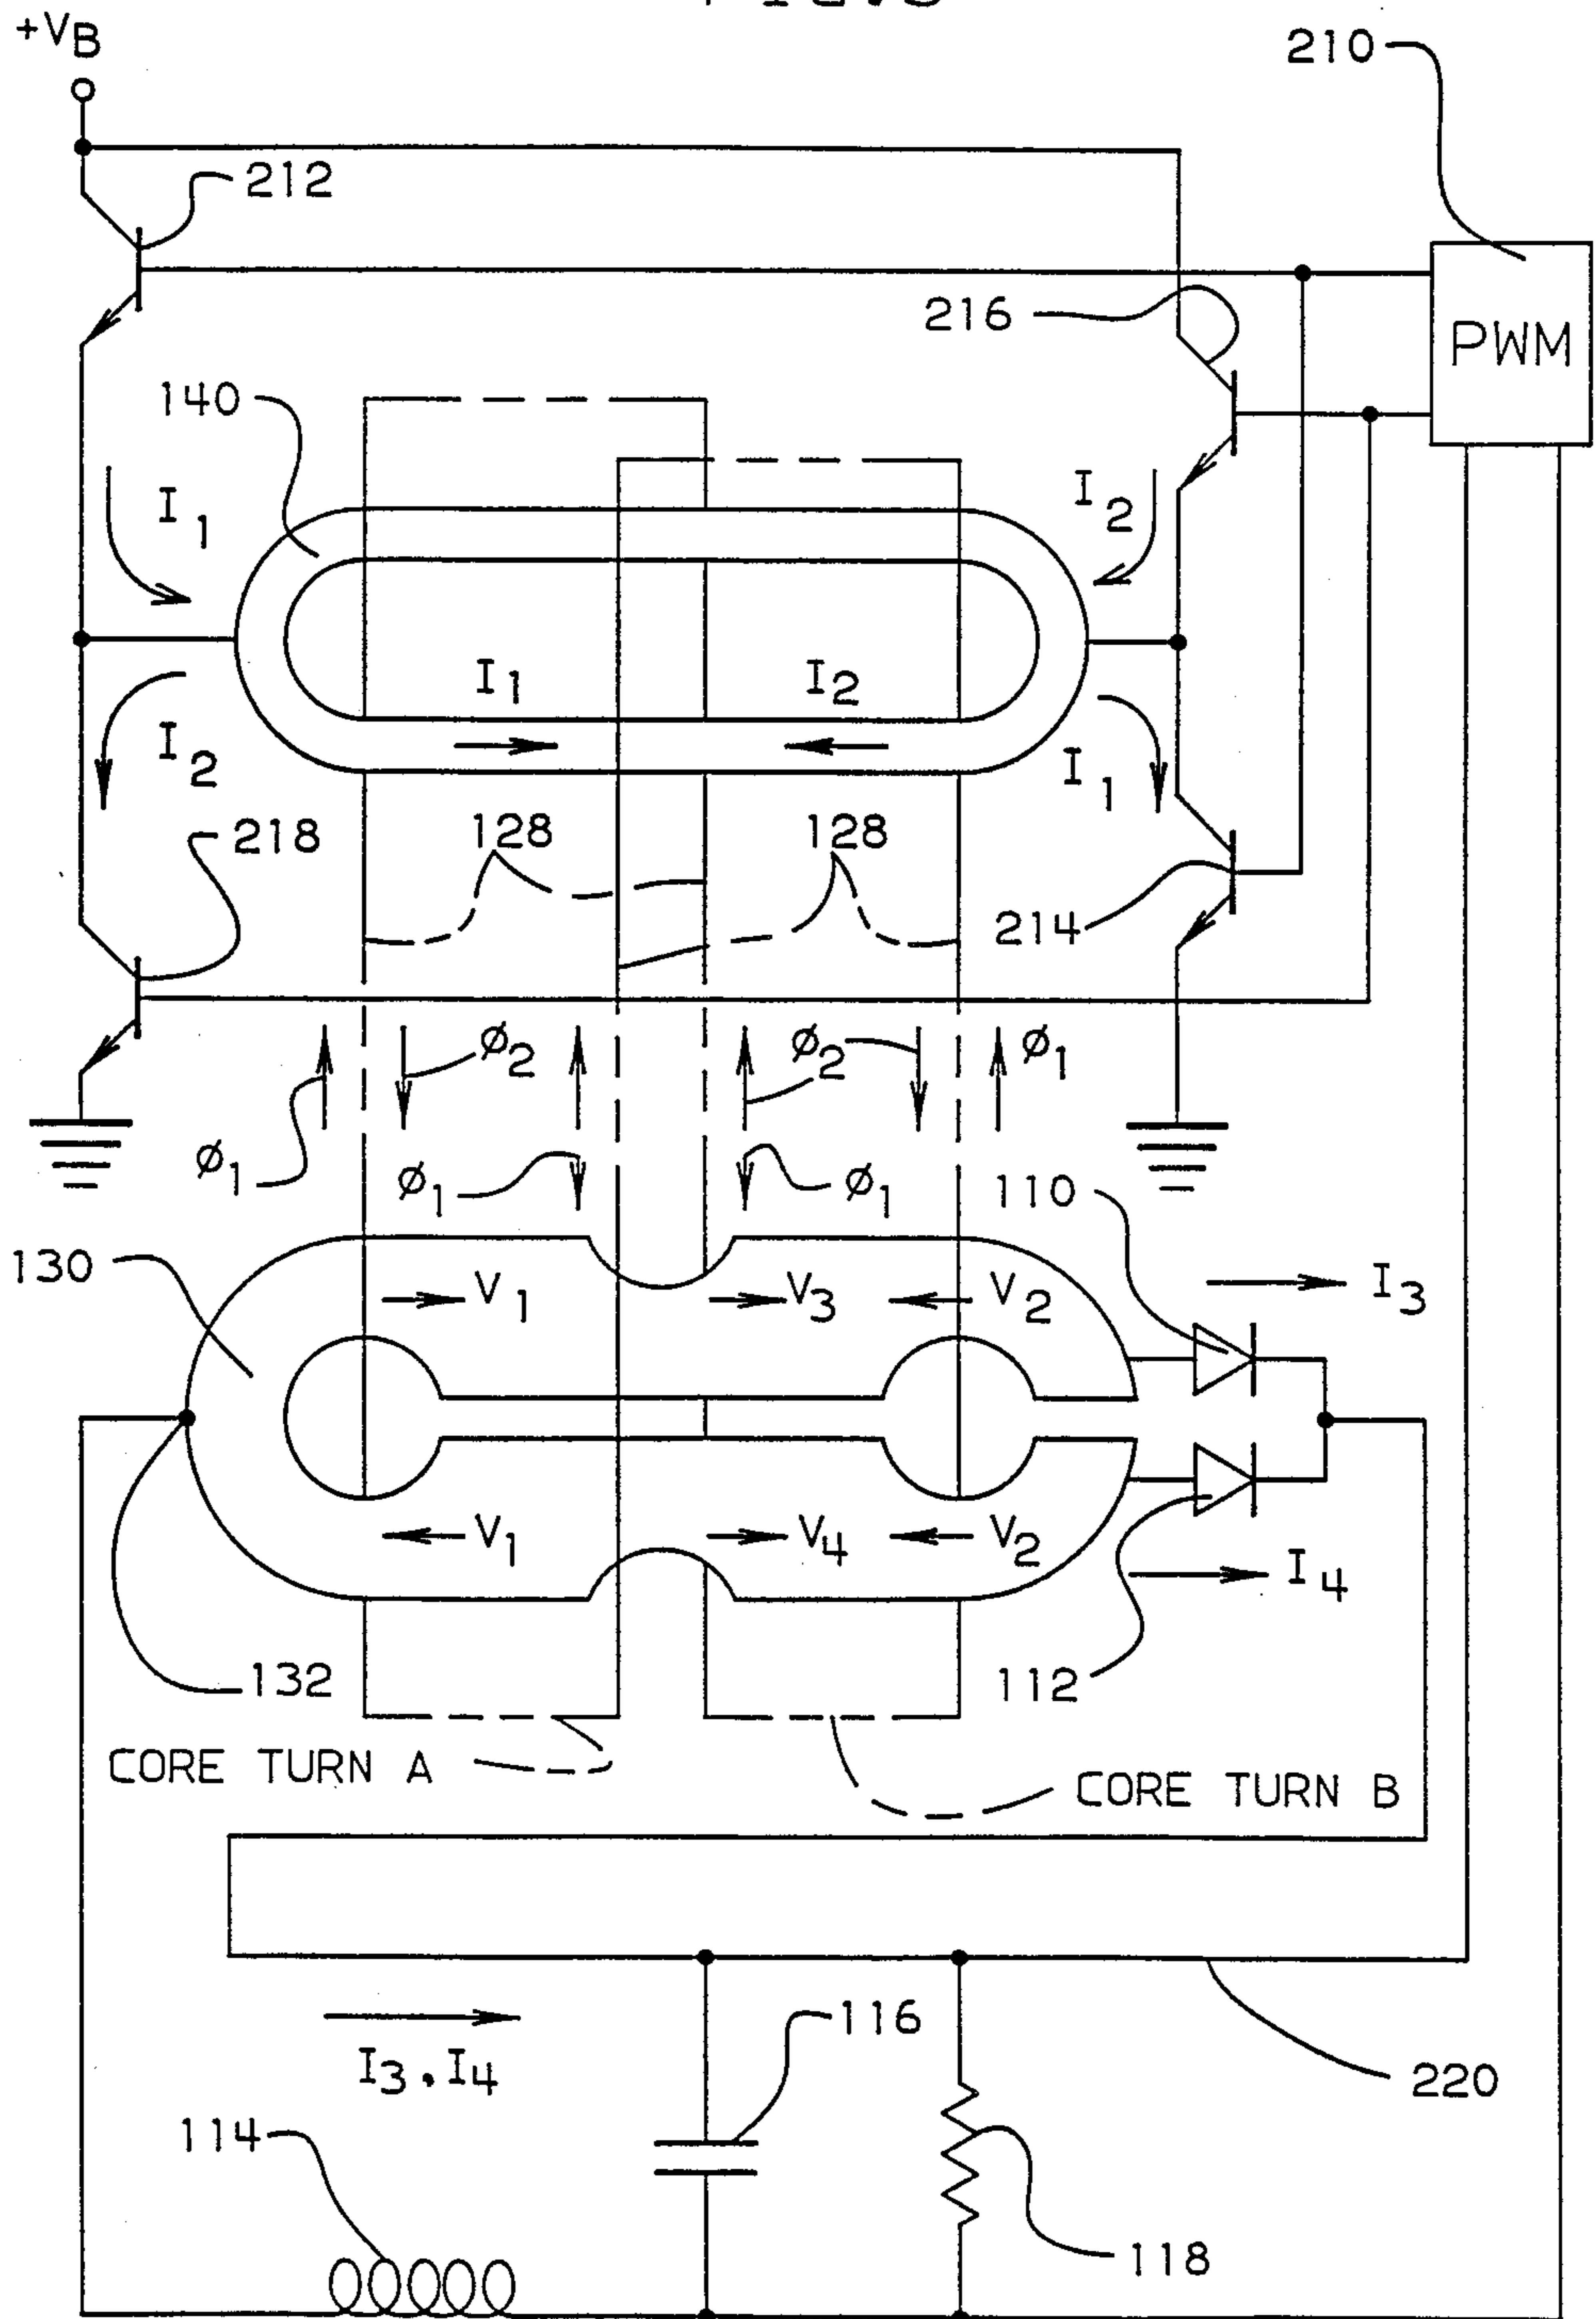 +VB
210
212
216
PWM
140
I1
I2
I1
I2
I2
I1
218
128
128
214
ø2
ø2
ø1
ø1
ø1
ø1
110
130
V1
V3
V2
I3
V1
V4
V2
I4
132
112
CORE TURN A
CORE TURN B
116
I3, I4
220
114
118